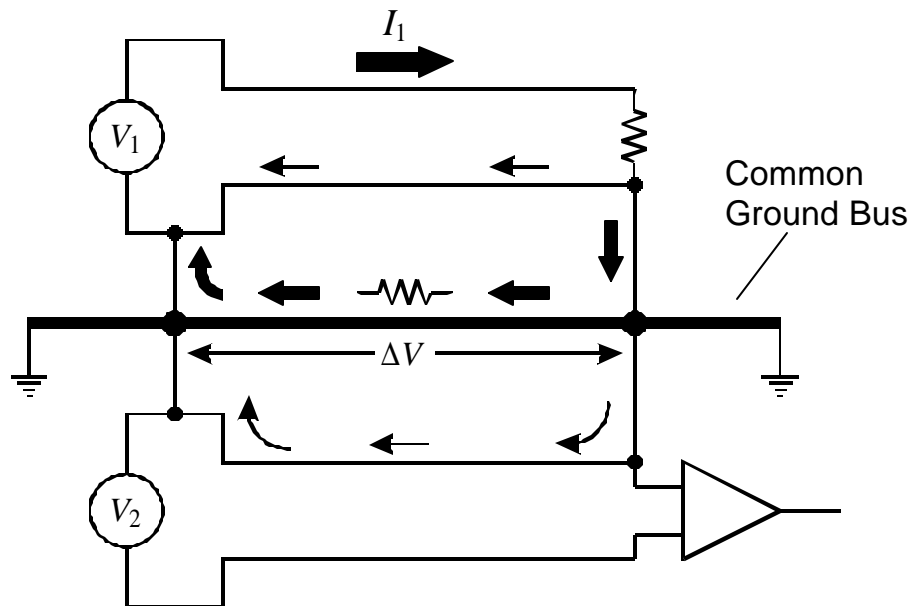 I₁
V₁
Common
Ground Bus
ΔV
V₂